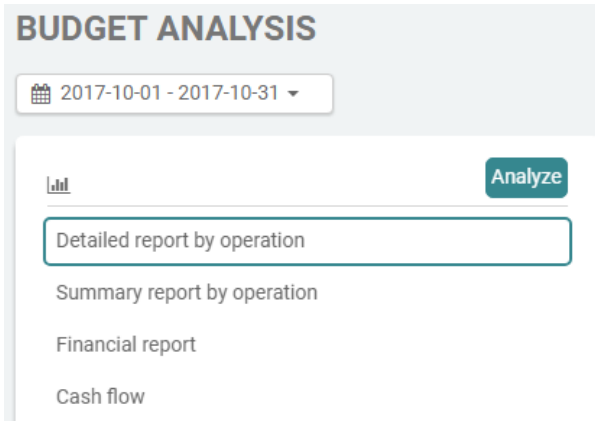 BUDGET ANALYSIS
2017-10-01 - 2017-10-31
Analyze
Detailed report by operation
Summary report by operation
Financial report
Cash flow